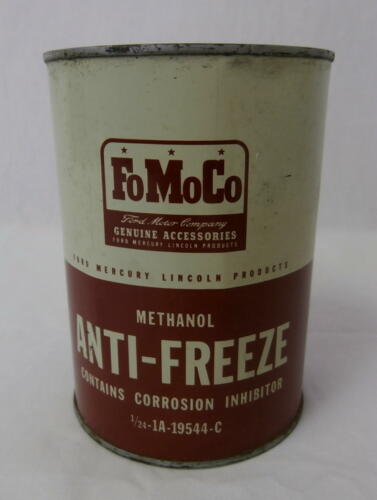 FoMoCo
Ford Motor Company
GENUINE ACCESSORIES
FORD MERCURY LINCOLN PRODUCTS
FORD MERCURY LINCOLN PRODUCTS
METHANOL
ANTI-FREEZE
CONTAINS CORROSION INHIBITOR
1/24-1A-19544-C